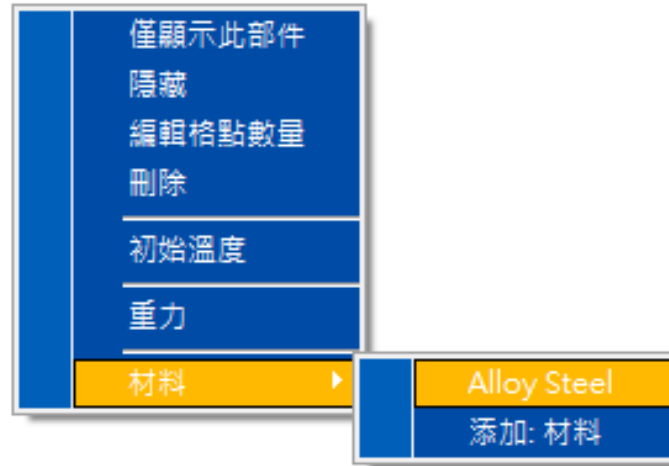 僅顯示此部件
隱藏
編輯格點數量
刪除
初始溫度
重力
材料
Alloy Steel
添加: 材料